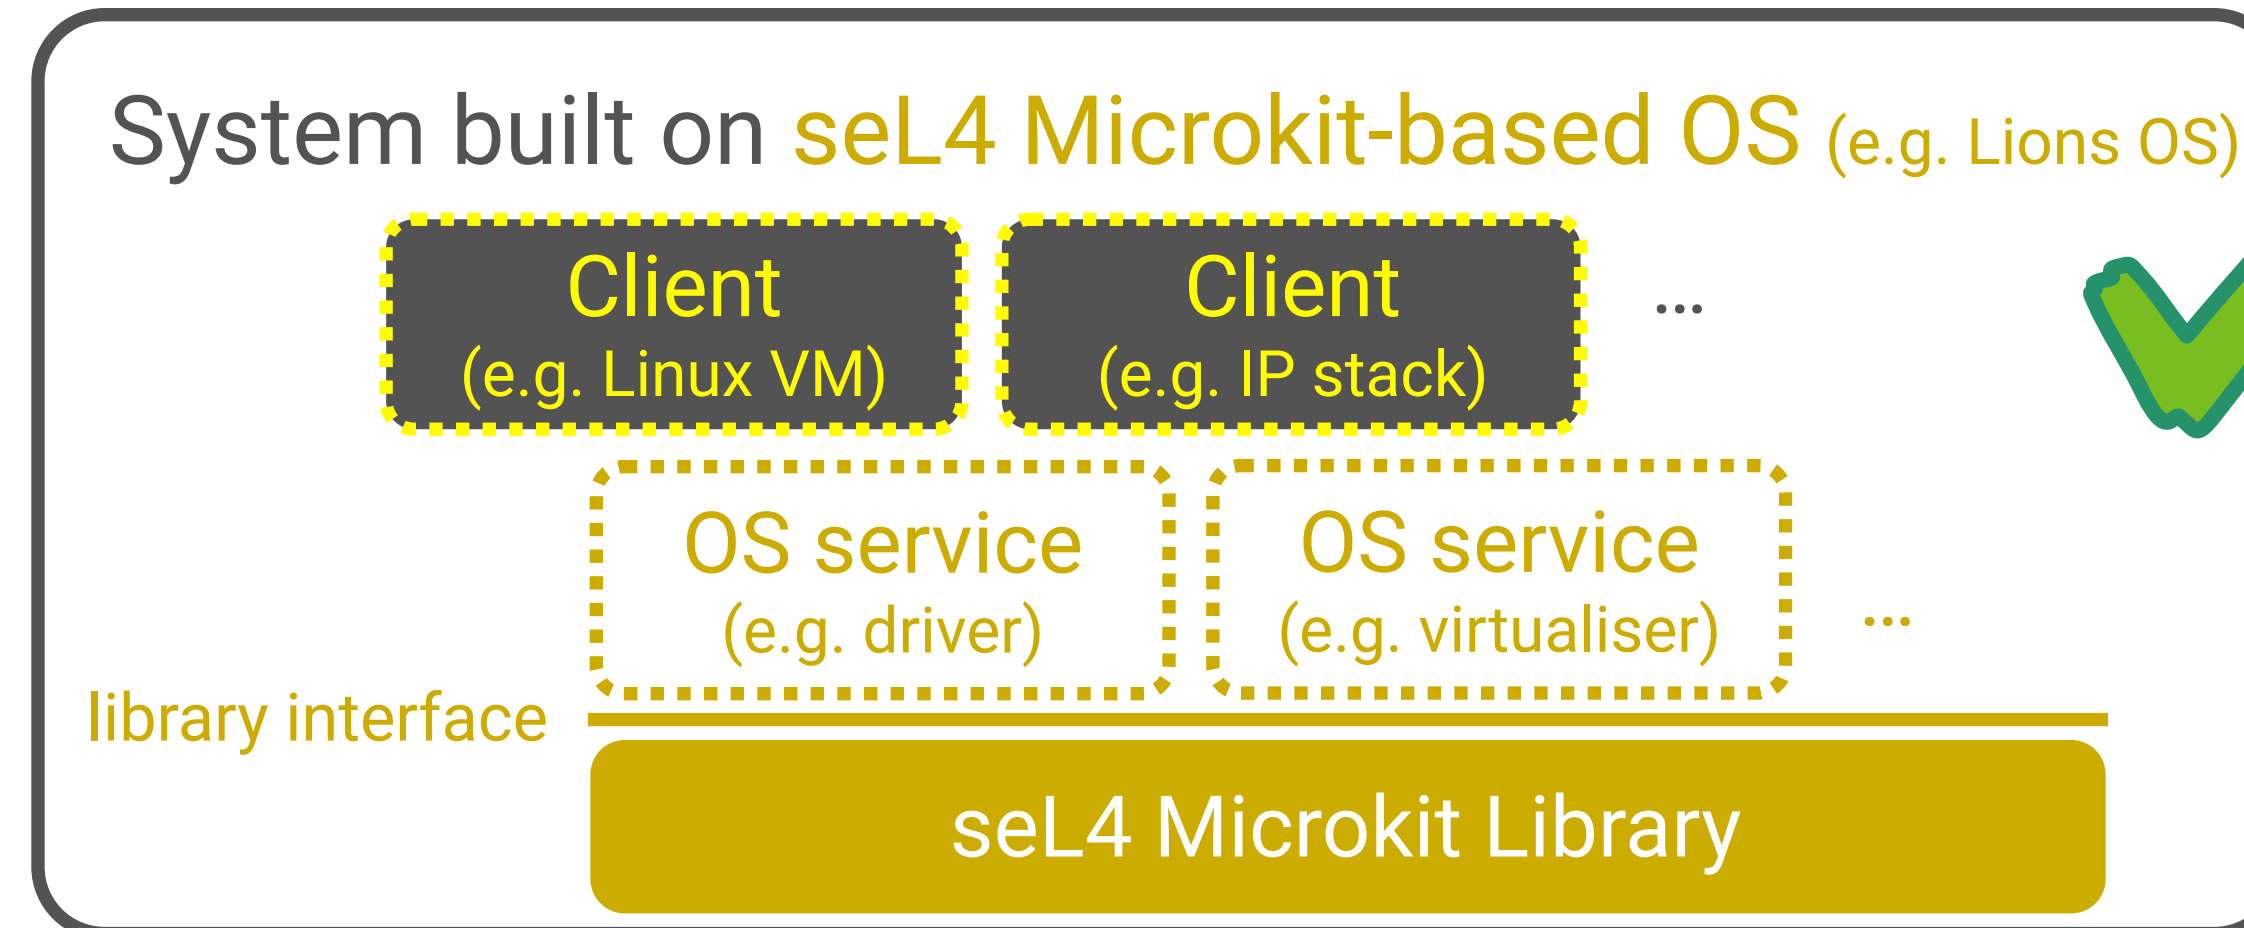 System built on seL4 Microkit-based OS (e.g. Lions OS)
Client
(e.g. Linux VM)
Client
(e.g. IP stack)
...
OS service
(e.g. driver)
OS service
(e.g. virtualiser)
...
library interface
seL4 Microkit Library